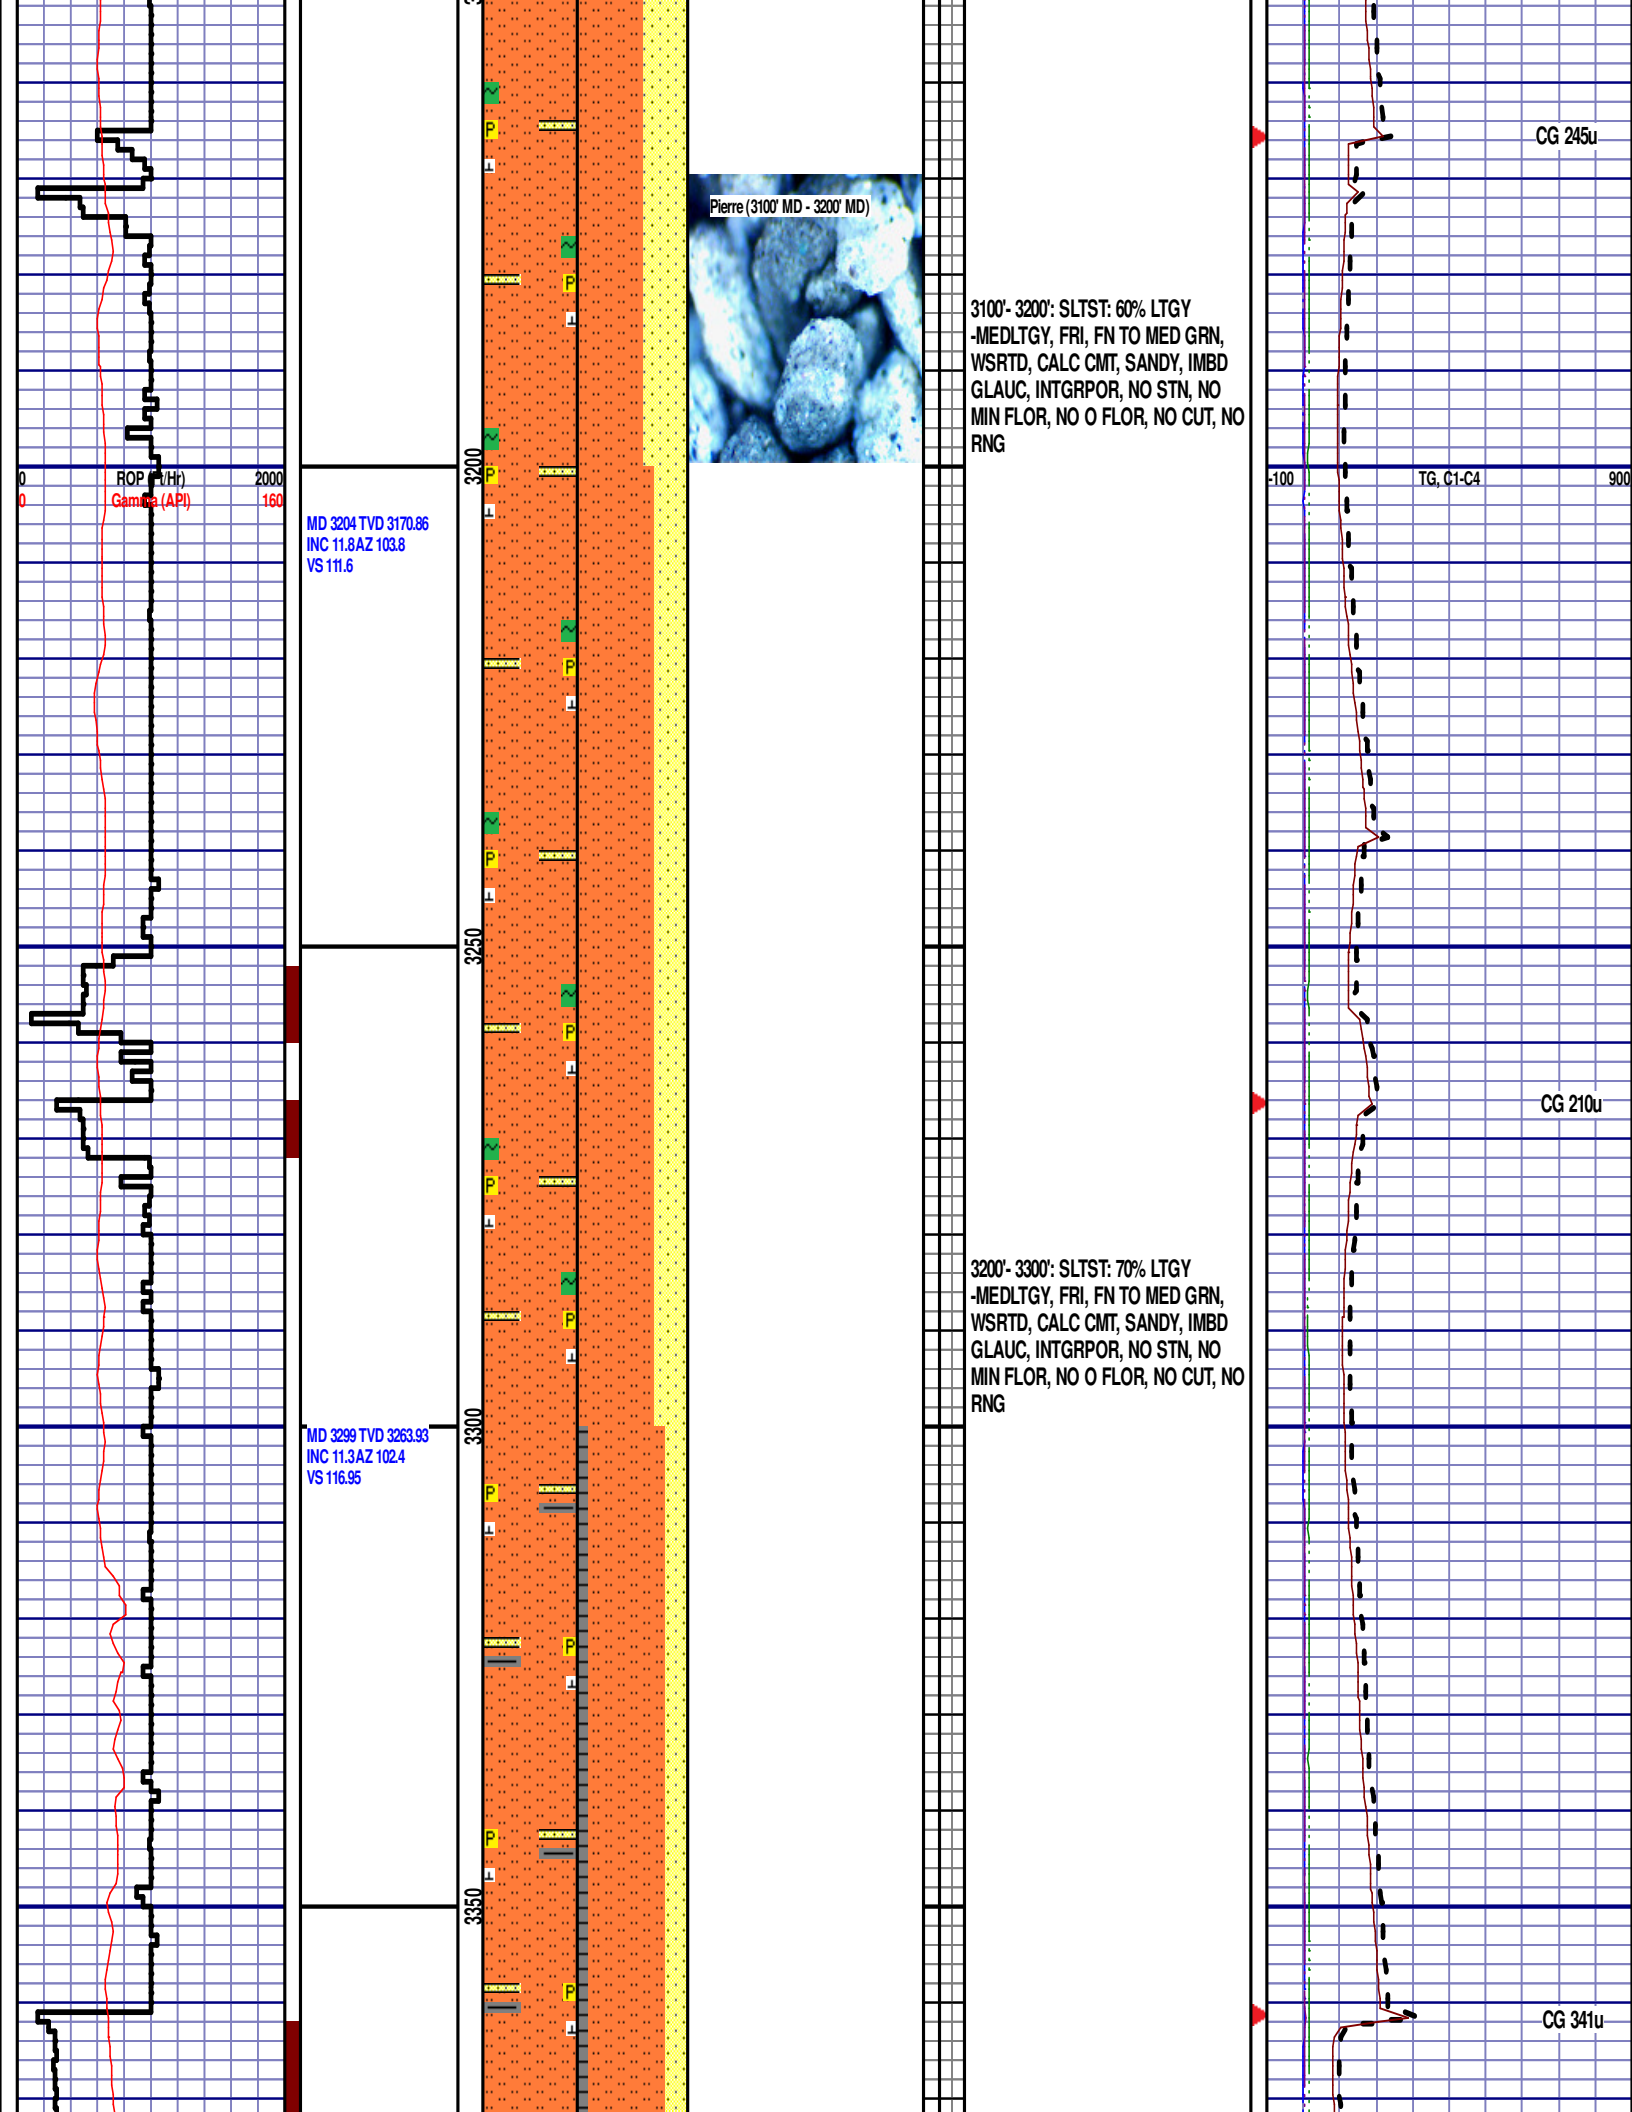 CG 245u
Pierre (3100' MD - 3200' MD)
3100'- 3200': SLTST: 60% LTGY
-MEDLTGY, FRI, FN TO MED GRN,
WSRTD, CALC CMT, SANDY, IMBD
GLAUC, INTGRPOR, NO STN, NO
MIN FLOR, NO O FLOR, NO CUT, NO
RNG
3200
0 2000
Gamma (API)
0 160
-100 TG, C1-C4 900
MD 3204 TVD 3170.86
INC 11.8 AZ 103.8
VS 111.6
3250
CG 210u
3200'- 3300': SLTST: 70% LTGY
-MEDLTGY, FRI, FN TO MED GRN,
WSRTD, CALC CMT, SANDY, IMBD
GLAUC, INTGRPOR, NO STN, NO
MIN FLOR, NO O FLOR, NO CUT, NO
RNG
3300
MD 3299 TVD 3263.93
INC 11.3 AZ 102.4
VS 116.95
3350
CG 341u